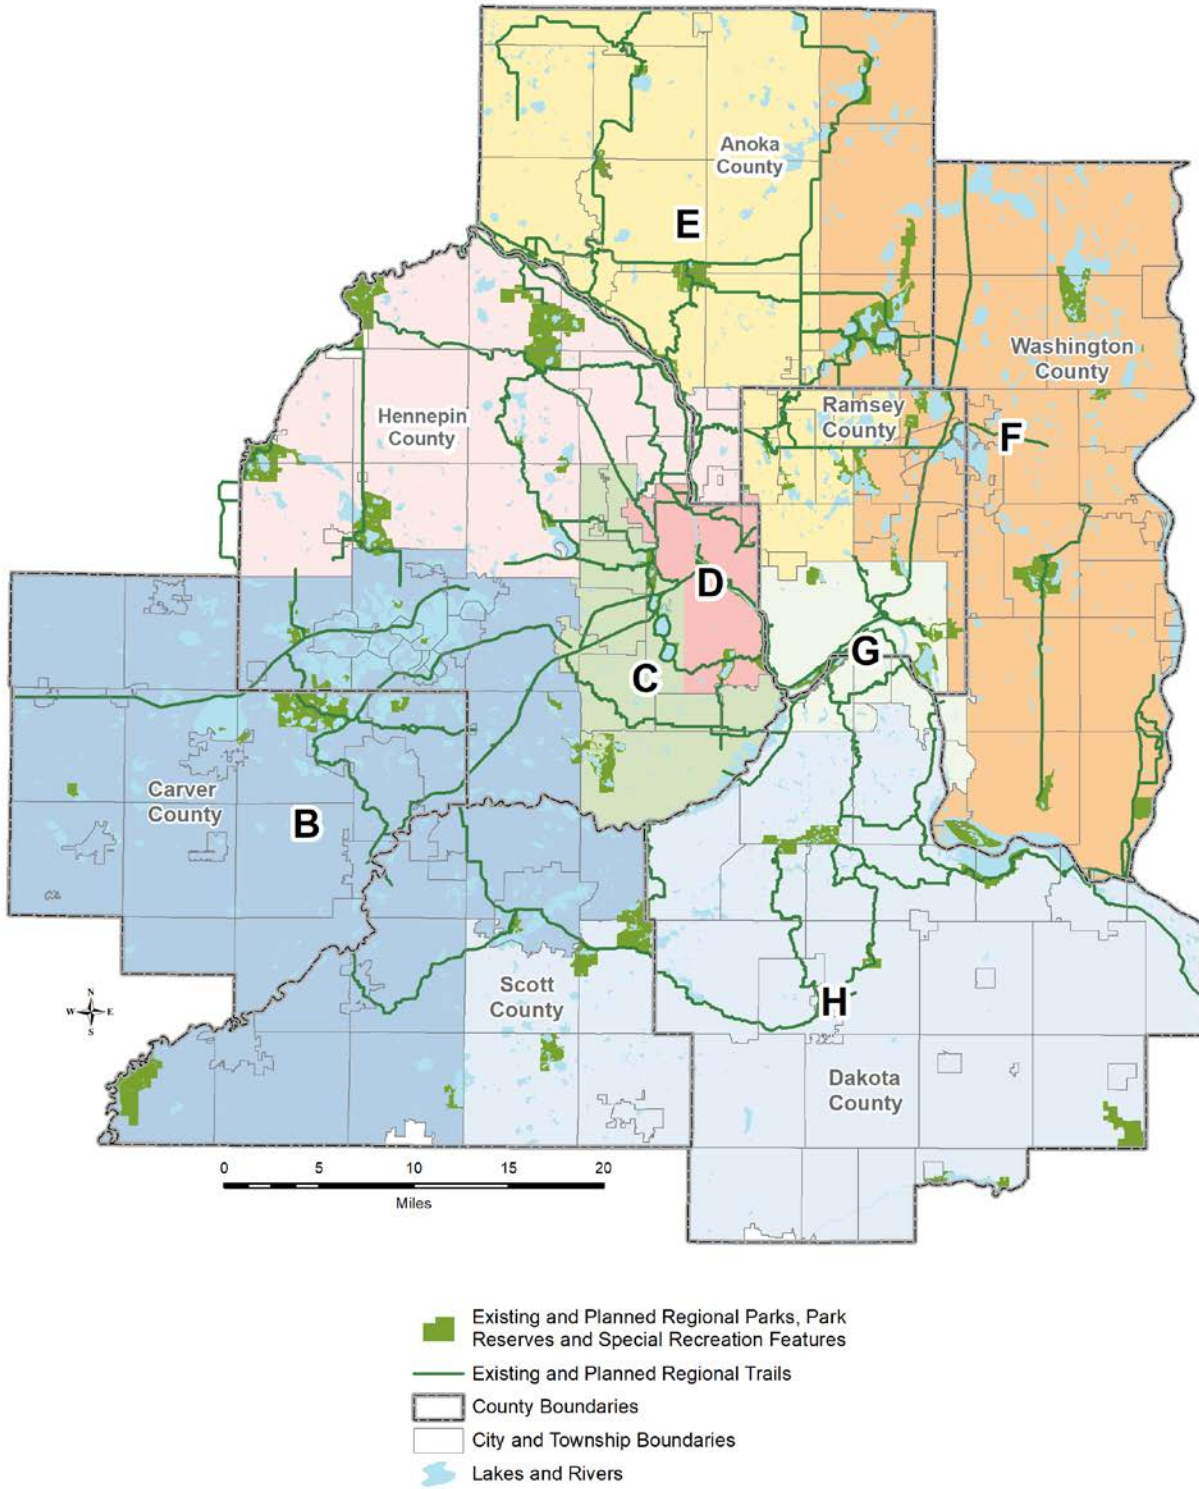 Anoka
County
E
Washington
County
Ramsey
County
Hennepin
County
F
D
G
C
Carver
County
B
Scott
County
N
W E
S
H
Dakota
County
0 5 10 15 20
Miles
Existing and Planned Regional Parks, Park
Reserves and Special Recreation Features
Existing and Planned Regional Trails
County Boundaries
City and Township Boundaries
Lakes and Rivers